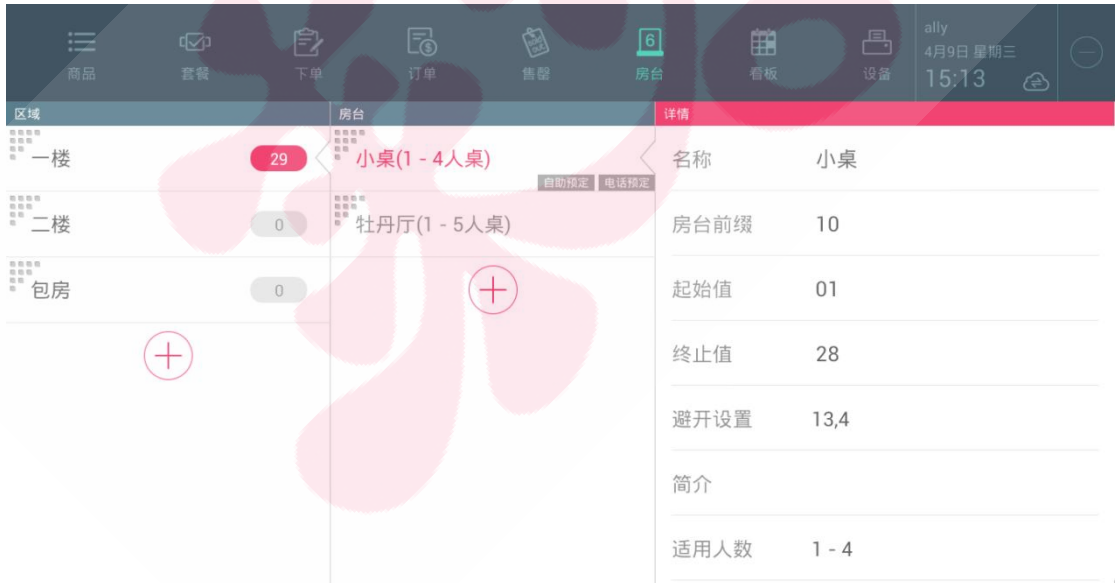 商品
套餐
下单
订单
售罄
6
房台
看板
设备
ally
4月9日 星期三
15:13
区域
房台
详情
一楼
29
二楼
0
包房
0
小桌(1 - 4人桌)
自助预定 电话预定
牡丹厅(1 - 5人桌)
名称 小桌
房台前缀 10
起始值 01
终止值 28
避开设置 13,4
简介
适用人数 1 - 4